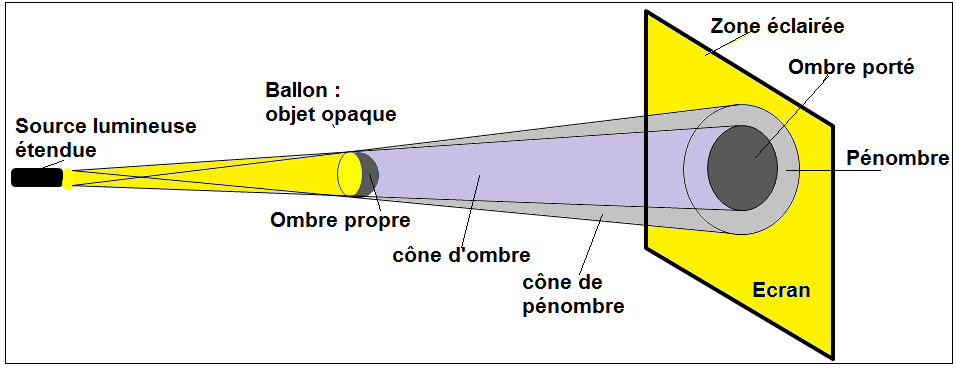 Zone éclairée
Ombre porté
Ballon :
objet opaque
Source lumineuse
étendue
Pénombre
Ombre propre
cône d'ombre
cône de
pénombre
Ecran